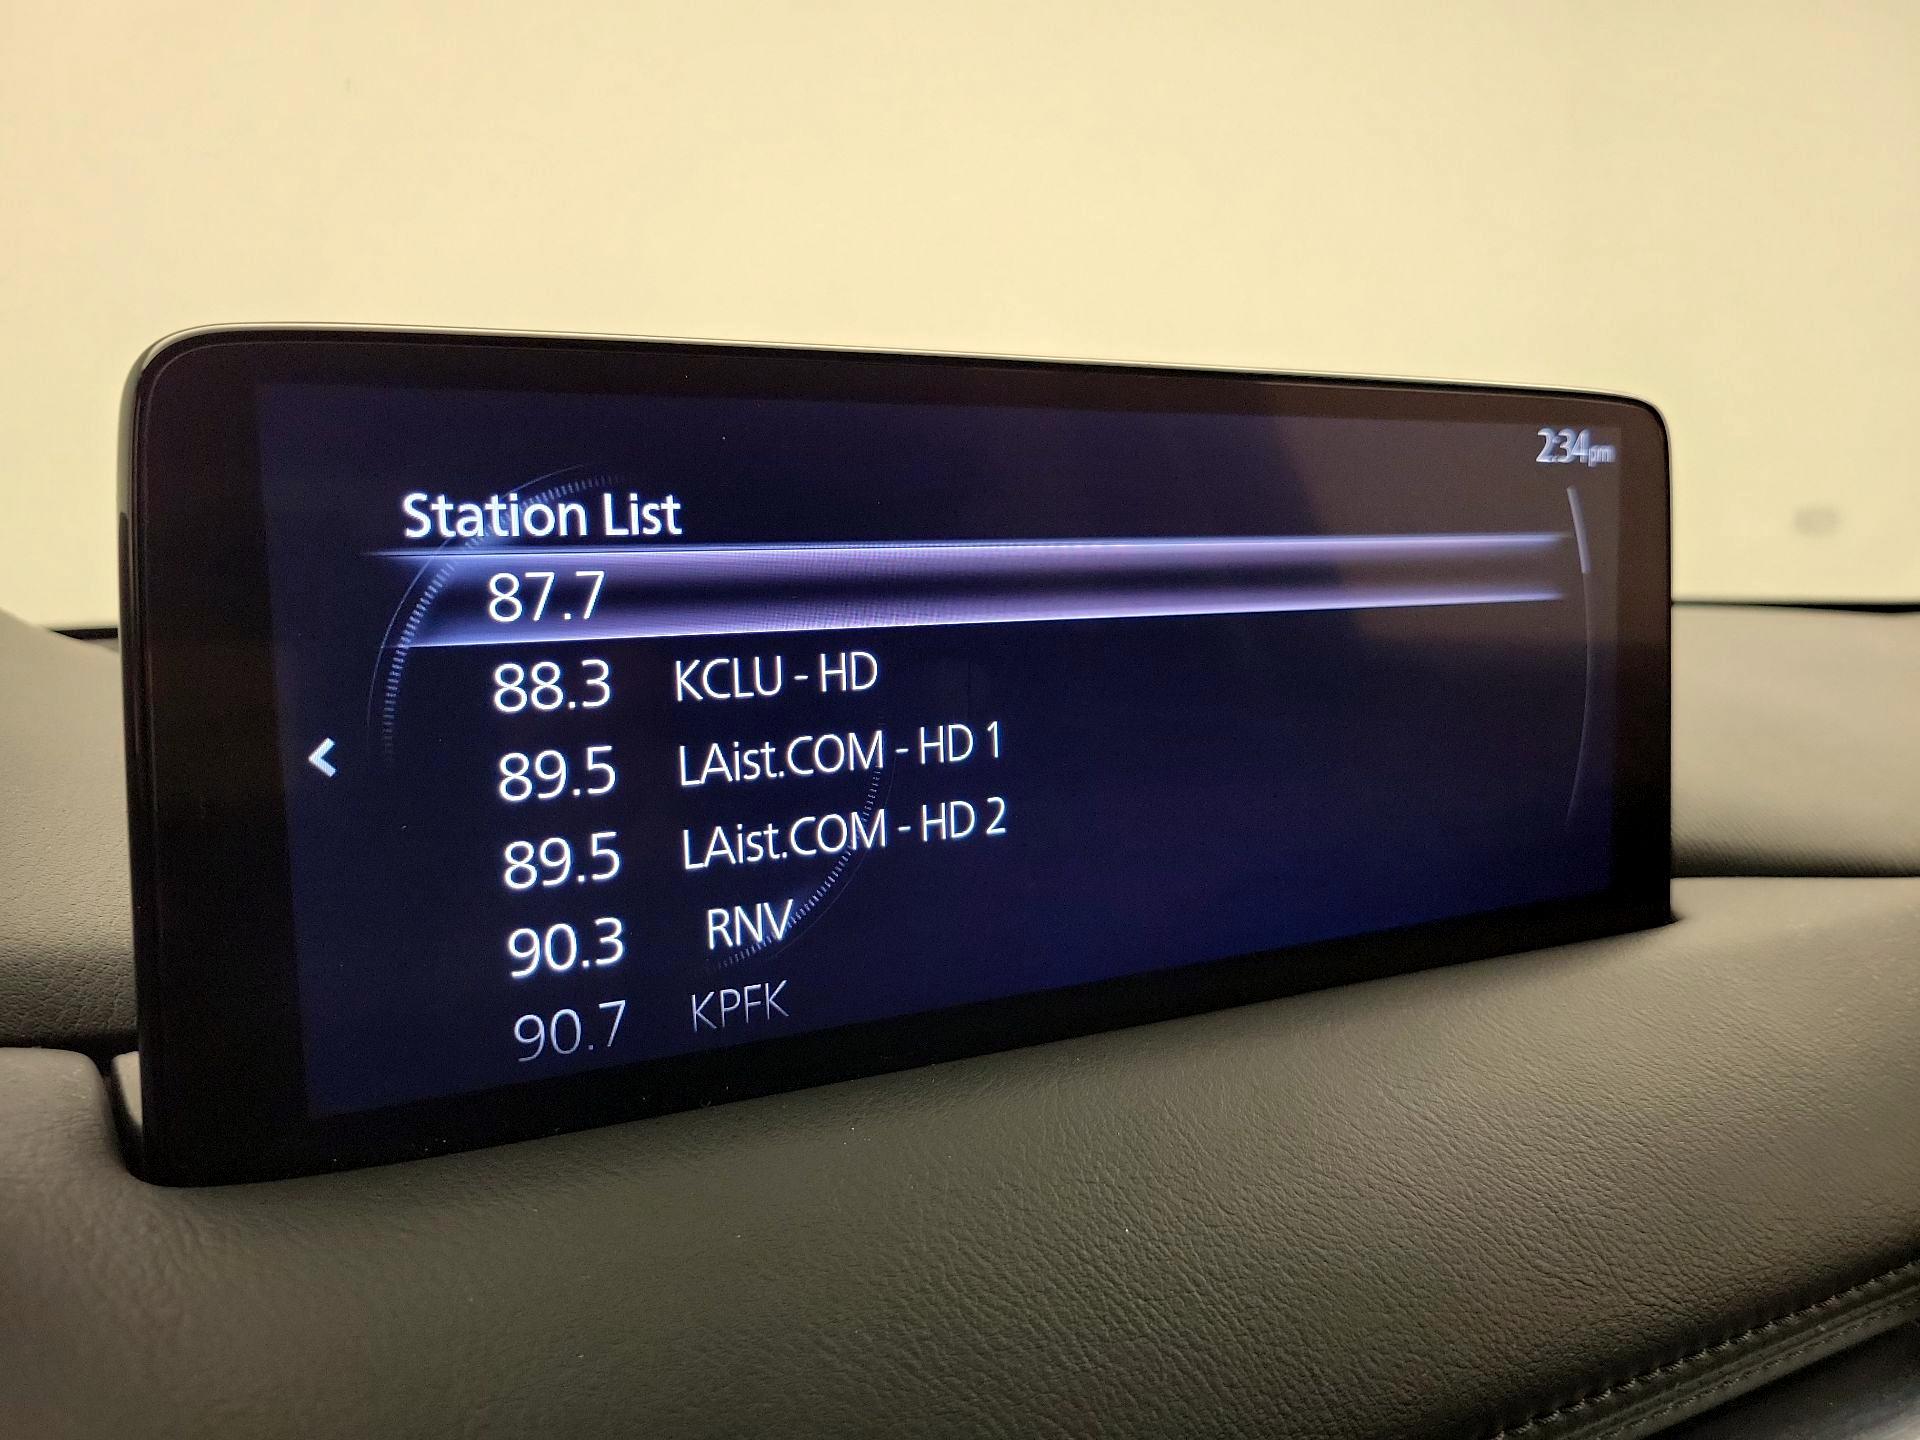 2:34pm
Station List
87.7
88.3 KCLU - HD
89.5 LAist.COM - HD 1
89.5 LAist.COM - HD 2
90.3 RNV
90.7 KPFK